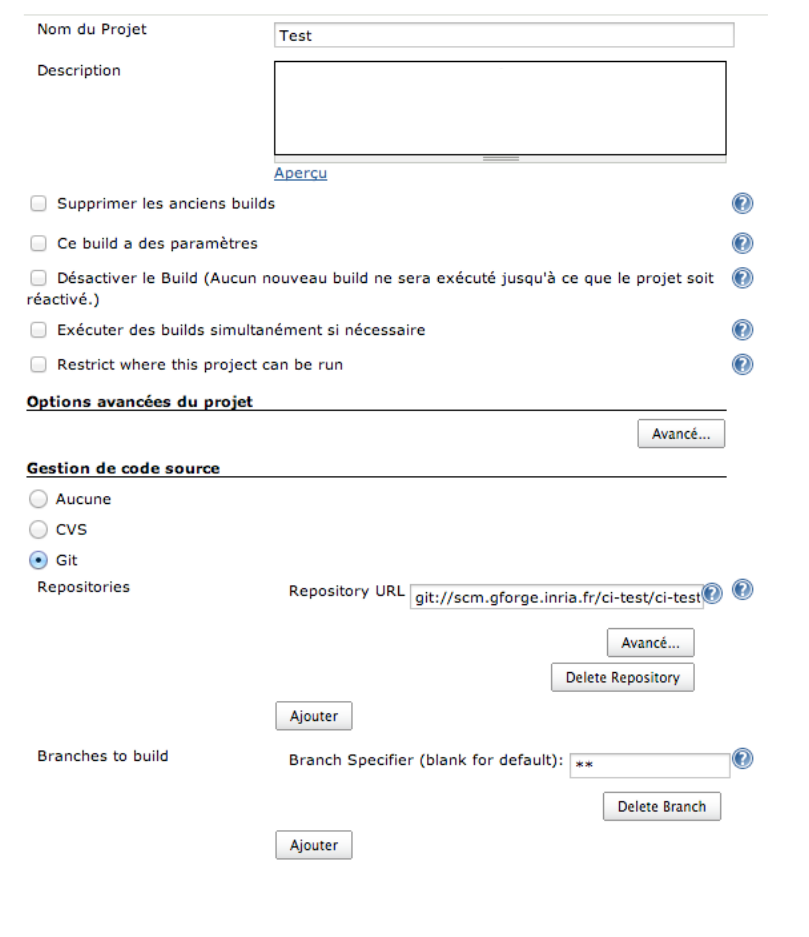 Nom du Projet
Test
Description
Aperçu
Supprimer les anciens builds
Ce build a des paramètres
Désactiver le Build (Aucun nouveau build ne sera exécuté jusqu'à ce que le projet soit
réactivé.)
Exécuter des builds simultanément si nécessaire
Restrict where this project can be run
Options avancées du projet
Avancé...
Gestion de code source
Aucune
CVS
Git
Repositories
Repository URL git://scm.gforge.inria.fr/ci-test/ci-test
Avancé...
Delete Repository
Ajouter
Branches to build
Branch Specifier (blank for default): **
Delete Branch
Ajouter